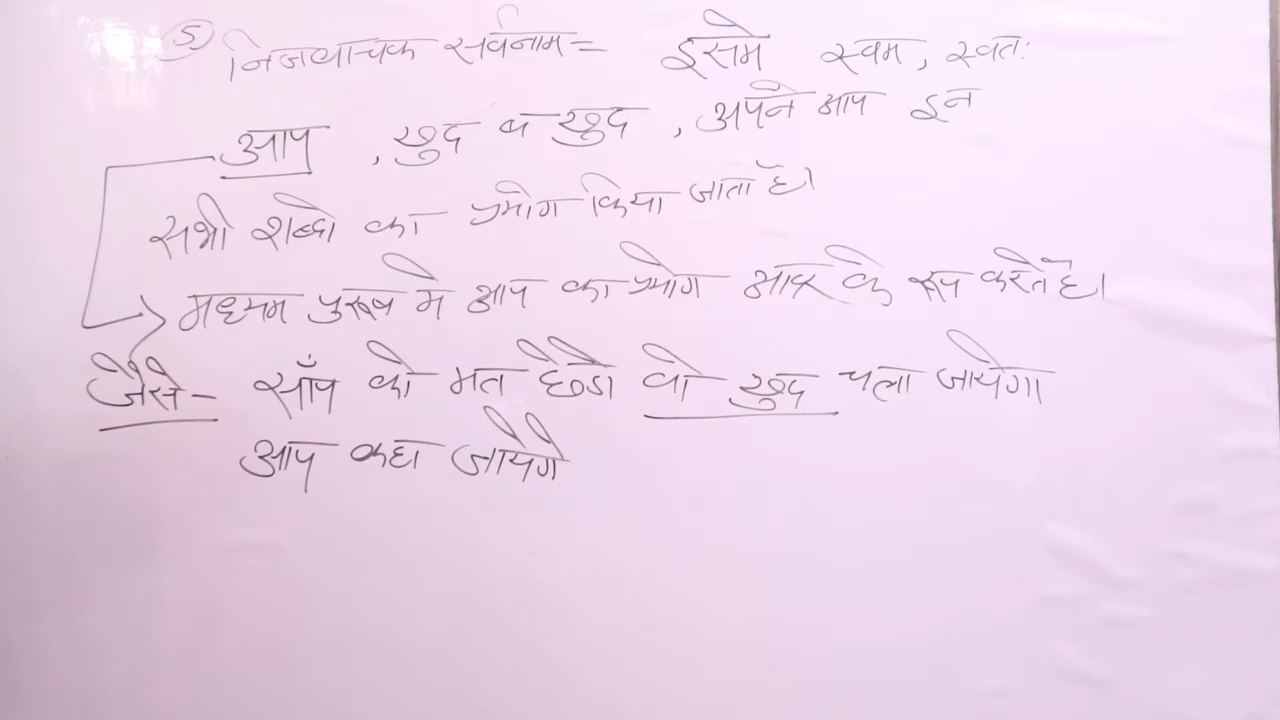 5) निजवाचक सर्वनाम = इसमे स्वम, स्वतः
आप , खुद ब खुद , अपने आप इन
सभी शब्दो का प्रयोग किया जाता है।
मध्यम पुरूष मे आप का प्रयोग आदर के रूप करते है।
जैसे - साँप को मत छेडो वो खुद चला जायेगा
आप कहा जायेगे